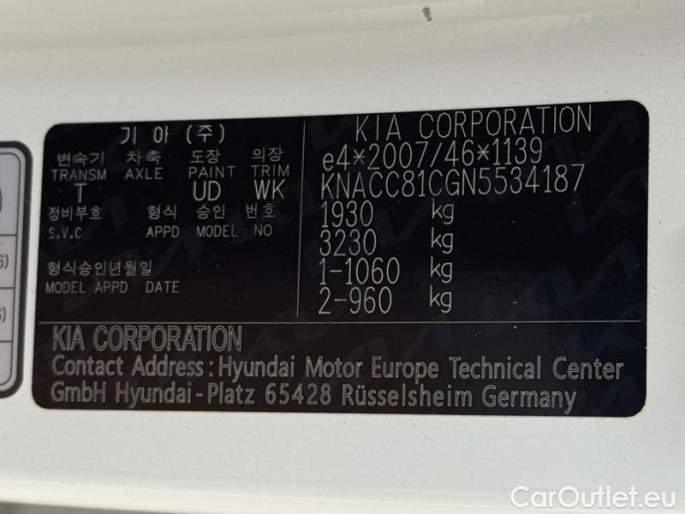 기 아 (주)
변속기 차축 도장 의장
TRANSM AXLE PAINT TRIM
T UD WK
정비부호 형식 승인 번호
S.V.C APPD MODEL NO
형식승인년월일
MODEL APPD DATE
KIA CORPORATION
e4*2007/46*1139
KNACC81CGN5534187
1930 kg
3230 kg
1-1060 kg
2-960 kg
KIA CORPORATION
Contact Address : Hyundai Motor Europe Technical Center
GmbH Hyundai-Platz 65428 Rüsselsheim Germany
CarOutlet.eu